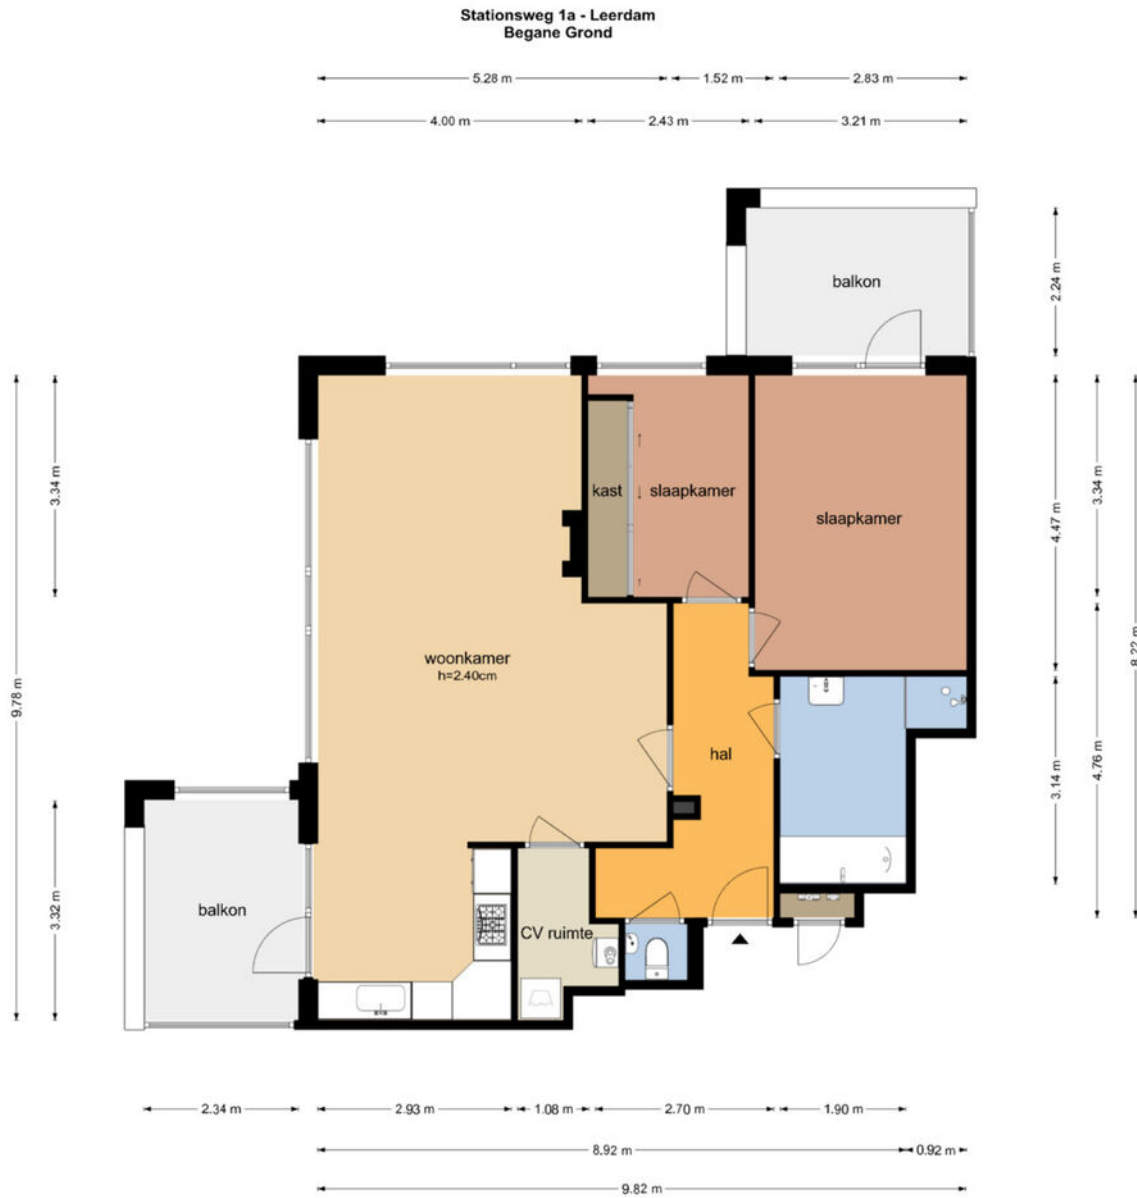 Stationsweg 1a - Leerdam
Begane Grond
5.28 m
1.52 m
2.83 m
4.00 m
2.43 m
3.21 m
balkon
2.24 m
3.34 m
kast
slaapkamer
slaapkamer
4.47 m
3.34 m
woonkamer
h=2.40cm
9.78 m
8.22 m
hal
3.14 m
4.76 m
balkon
3.32 m
CV ruimte
2.34 m
2.93 m
1.08 m
2.70 m
1.90 m
8.92 m
0.92 m
9.82 m